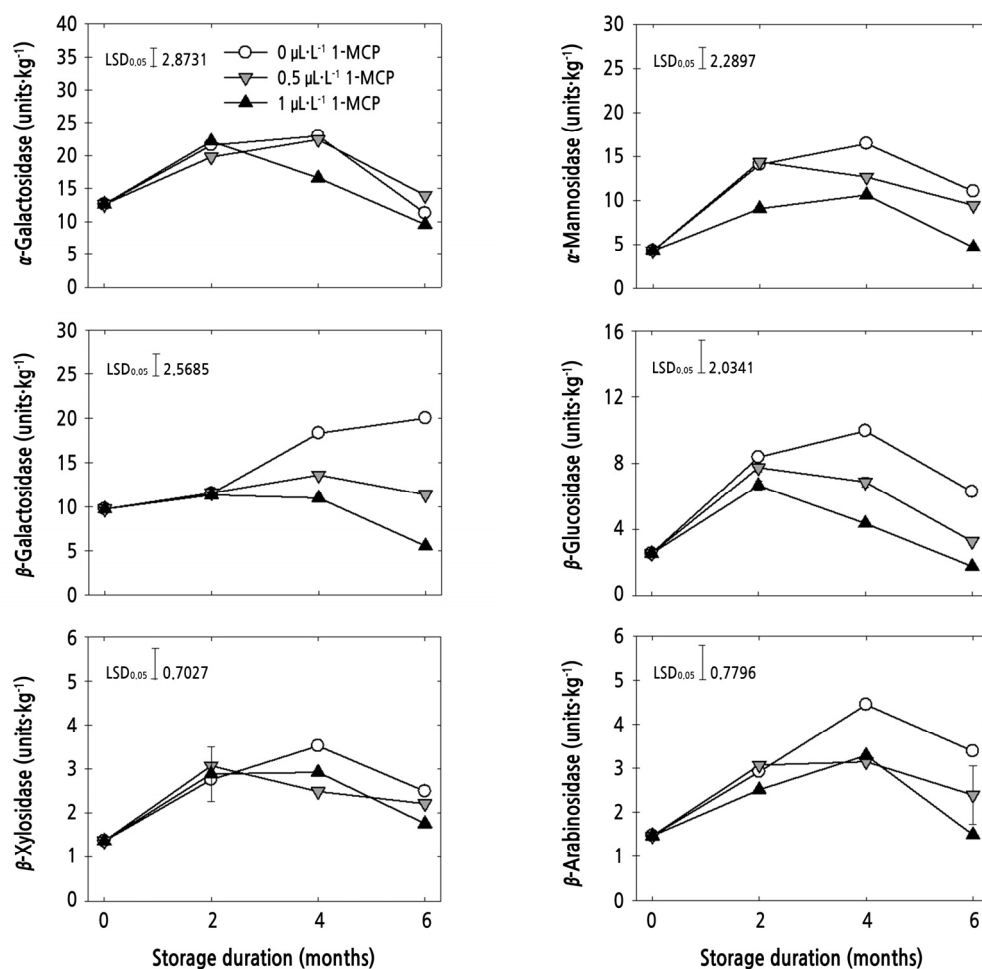 α-Galactosidase (units·kg⁻¹)
40
35
30
25
20
15
10
5
0
LSD0.05 2.8731
0 μL·L⁻¹ 1-MCP
0.5 μL·L⁻¹ 1-MCP
1 μL·L⁻¹ 1-MCP
α-Mannosidase (units·kg⁻¹)
30
25
20
15
10
5
0
LSD0.05 2.2897
β-Galactosidase (units·kg⁻¹)
30
25
20
15
10
5
0
LSD0.05 2.5685
β-Glucosidase (units·kg⁻¹)
16
12
8
4
0
LSD0.05 2.0341
β-Xylosidase (units·kg⁻¹)
6
5
4
3
2
1
0
LSD0.05 0.7027
0 2 4 6
Storage duration (months)
β-Arabinosidase (units·kg⁻¹)
6
5
4
3
2
1
0
LSD0.05 0.7796
0 2 4 6
Storage duration (months)